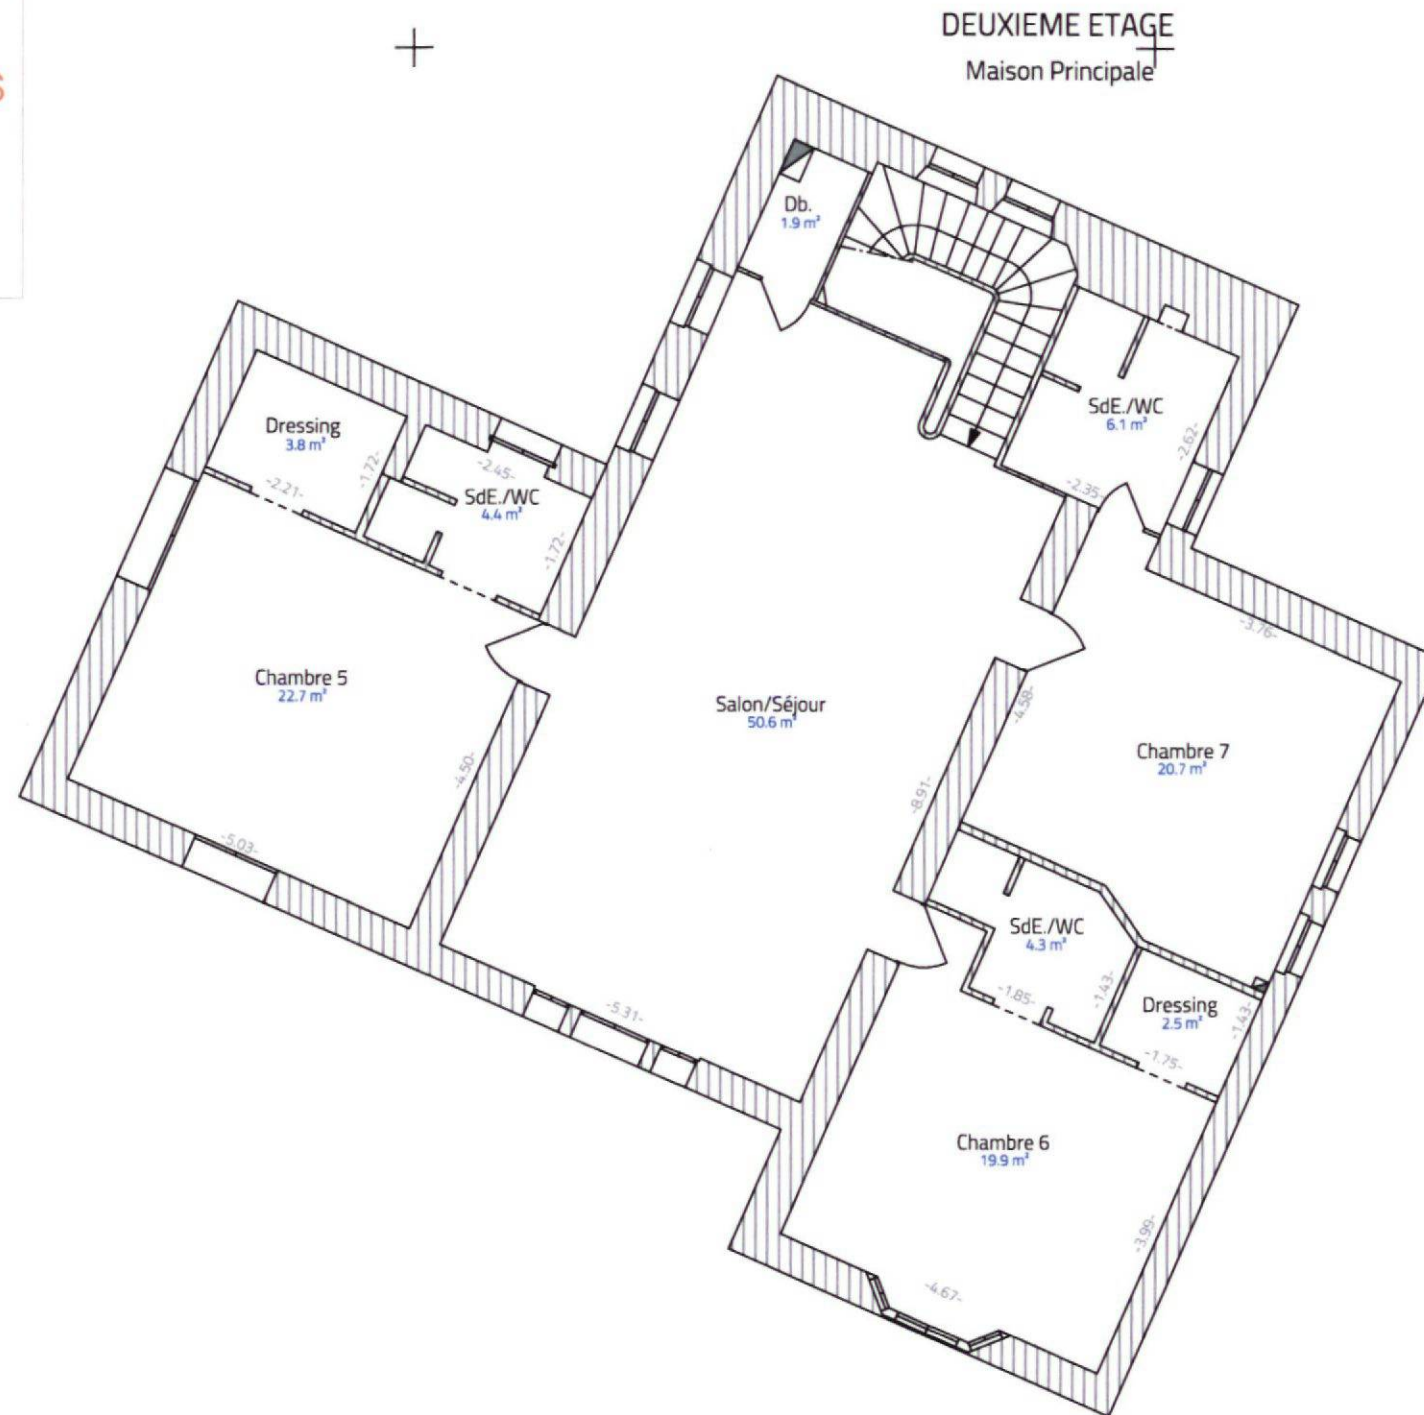 DEUXIEME ETAGE
Maison Principale
Db.
1.9 m²
Dressing
3.8 m²
-2.21-
-1.72-
-2.45-
SdE./WC
4.4 m²
-1.72-
SdE./WC
6.1 m²
-2.62-
-2.35-
-3.76-
Chambre 5
22.7 m²
-4.50-
-5.03-
Salon/Séjour
50.6 m²
-8.91-
-5.31-
-4.58-
Chambre 7
20.7 m²
SdE./WC
4.3 m²
-1.85-
-1.43-
Dressing
2.5 m²
-1.43-
-1.75-
Chambre 6
19.9 m²
-3.99-
-4.67-